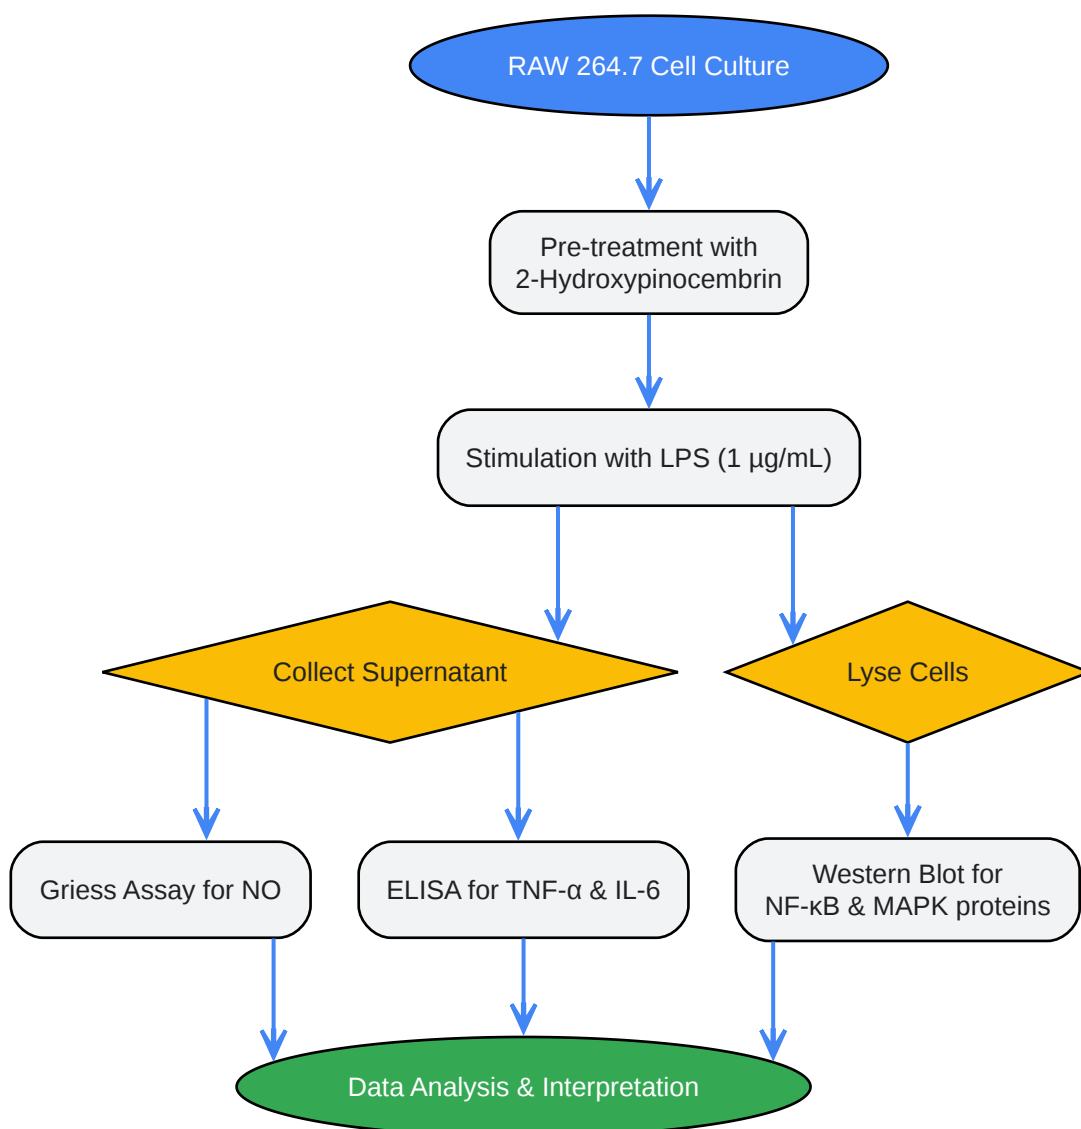 RAW 264.7 Cell Culture
Pre-treatment with
2-Hydroxypinocembrin
Stimulation with LPS (1 µg/mL)
Collect Supernatant
Lyse Cells
Griess Assay for NO
ELISA for TNF-α & IL-6
Western Blot for
NF-κB & MAPK proteins
Data Analysis & Interpretation